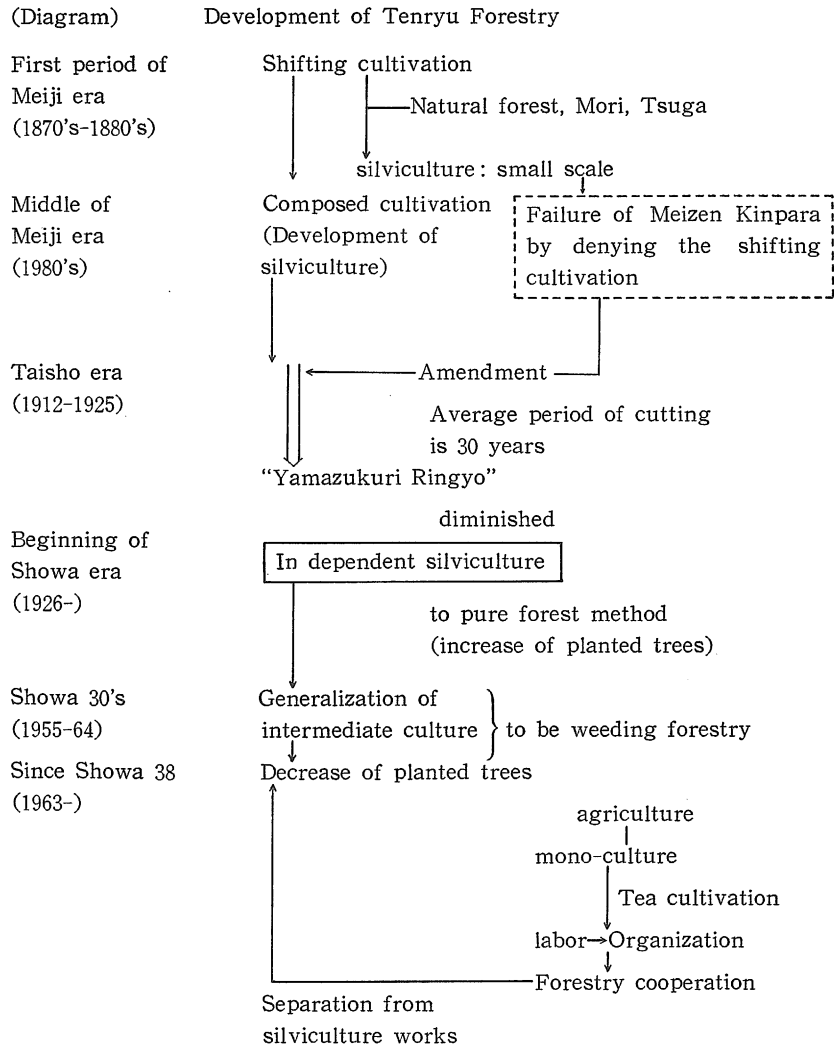 (Diagram) Development of Tenryu Forestry
First period of
Meiji era
(1870's-1880's)
Shifting cultivation
Natural forest, Mori, Tsuga
silviculture: small scale
Middle of
Meiji era
(1980's)
Composed cultivation
(Development of
silviculture)
Failure of Meizen Kinpara
by denying the shifting
cultivation
Taisho era
(1912-1925)
Amendment
Average period of cutting
is 30 years
"Yamazukuri Ringyo"
diminished
Beginning of
Showa era
(1926-)
In dependent silviculture
to pure forest method
(increase of planted trees)
Showa 30's
(1955-64)
Generalization of
intermediate culture
to be weeding forestry
Since Showa 38
(1963-)
Decrease of planted trees
agriculture
mono-culture
Tea cultivation
labor→Organization
Forestry cooperation
Separation from
silviculture works